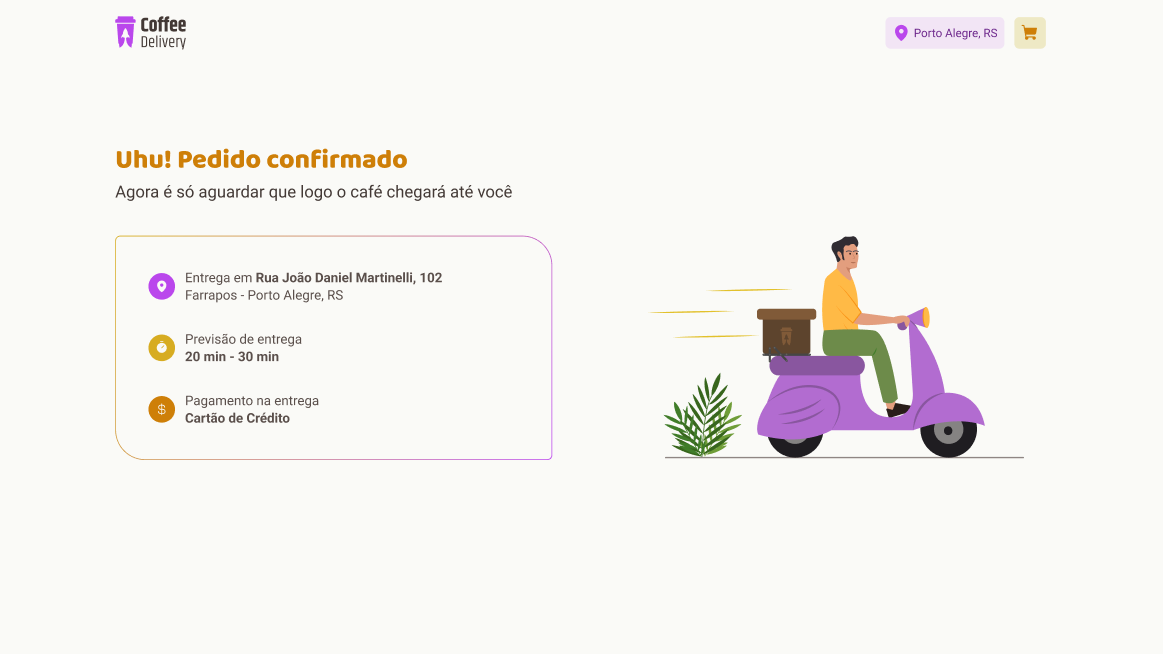 Coffee
Delivery
Porto Alegre, RS
Uhu! Pedido confirmado
Agora é só aguardar que logo o café chegará até você
Entrega em Rua João Daniel Martinelli, 102
Farrapos - Porto Alegre, RS
Previsão de entrega
20 min - 30 min
Pagamento na entrega
Cartão de Crédito